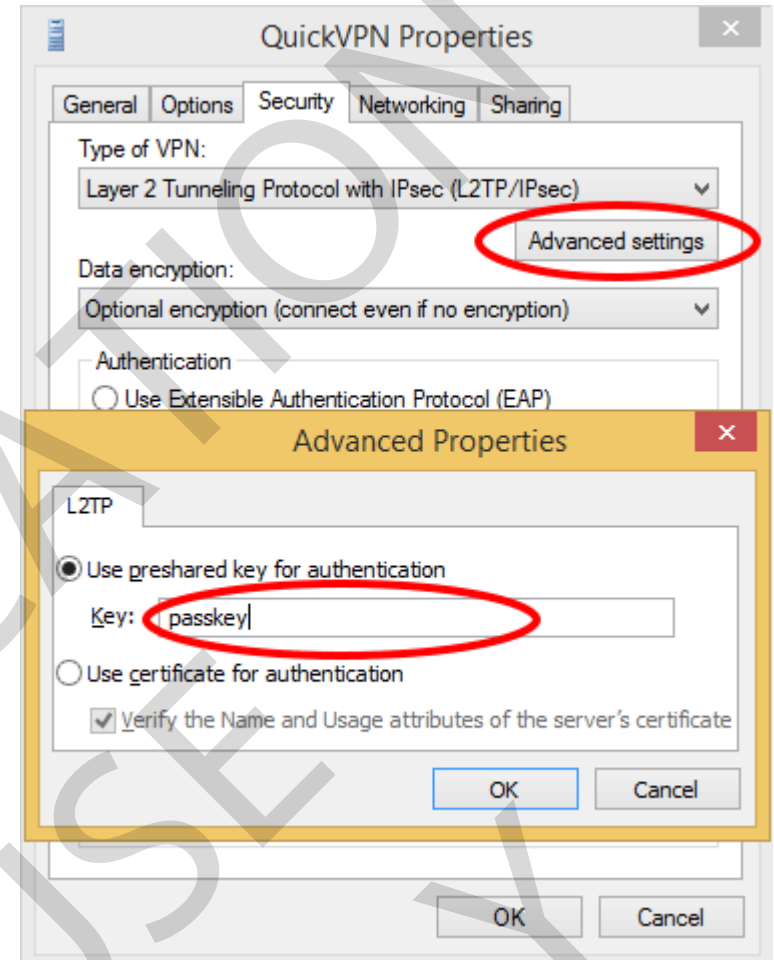 QuickVPN Properties
General Options Security Networking Sharing
Type of VPN:
Layer 2 Tunneling Protocol with IPsec (L2TP/IPsec)
Advanced settings
Data encryption:
Optional encryption (connect even if no encryption)
Authentication
Use Extensible Authentication Protocol (EAP)
Advanced Properties
L2TP
Use preshared key for authentication
Key: passkey
Use certificate for authentication
Verify the Name and Usage attributes of the server's certificate
OK Cancel
OK Cancel